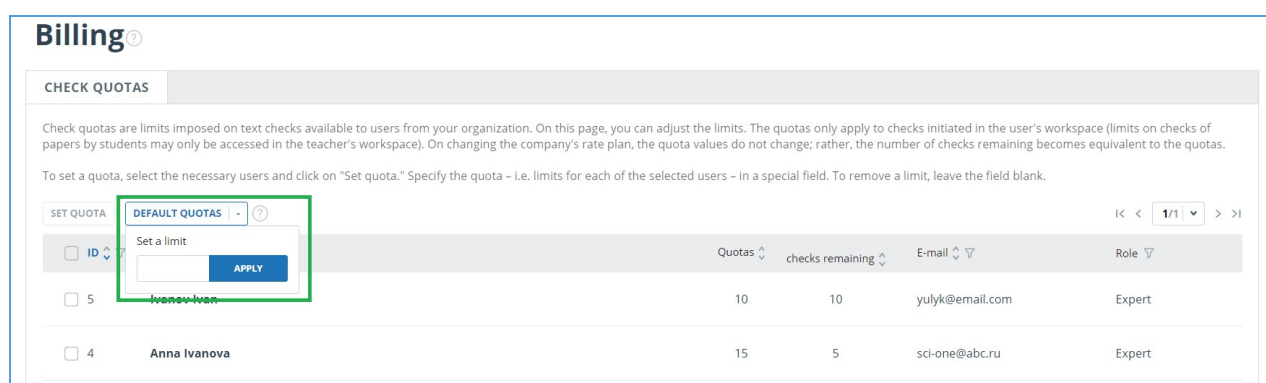 Billing ?
CHECK QUOTAS
Check quotas are limits imposed on text checks available to users from your organization. On this page, you can adjust the limits. The quotas only apply to checks initiated in the user's workspace (limits on checks of
papers by students may only be accessed in the teacher's workspace). On changing the company's rate plan, the quota values do not change; rather, the number of checks remaining becomes equivalent to the quotas.
To set a quota, select the necessary users and click on "Set quota." Specify the quota – i.e. limits for each of the selected users – in a special field. To remove a limit, leave the field blank.
SET QUOTA DEFAULT QUOTAS - ? 1/1
Set a limit
APPLY
ID Quotas checks remaining E-mail Role
5 Ivanov Ivan 10 10 yulyk@email.com Expert
4 Anna Ivanova 15 5 sci-one@abc.ru Expert